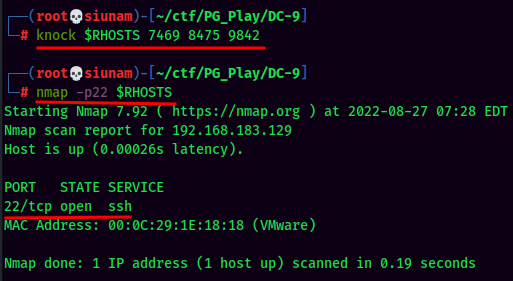 ┌──(root💀siunam)-[~/ctf/PG_Play/DC-9]
└─# knock $RHOSTS 7469 8475 9842
┌──(root💀siunam)-[~/ctf/PG_Play/DC-9]
└─# nmap -p22 $RHOSTS
Starting Nmap 7.92 ( https://nmap.org ) at 2022-08-27 07:28 EDT
Nmap scan report for 192.168.183.129
Host is up (0.00026s latency).
PORT   STATE SERVICE
22/tcp open  ssh
MAC Address: 00:0C:29:1E:18:18 (VMware)
Nmap done: 1 IP address (1 host up) scanned in 0.19 seconds